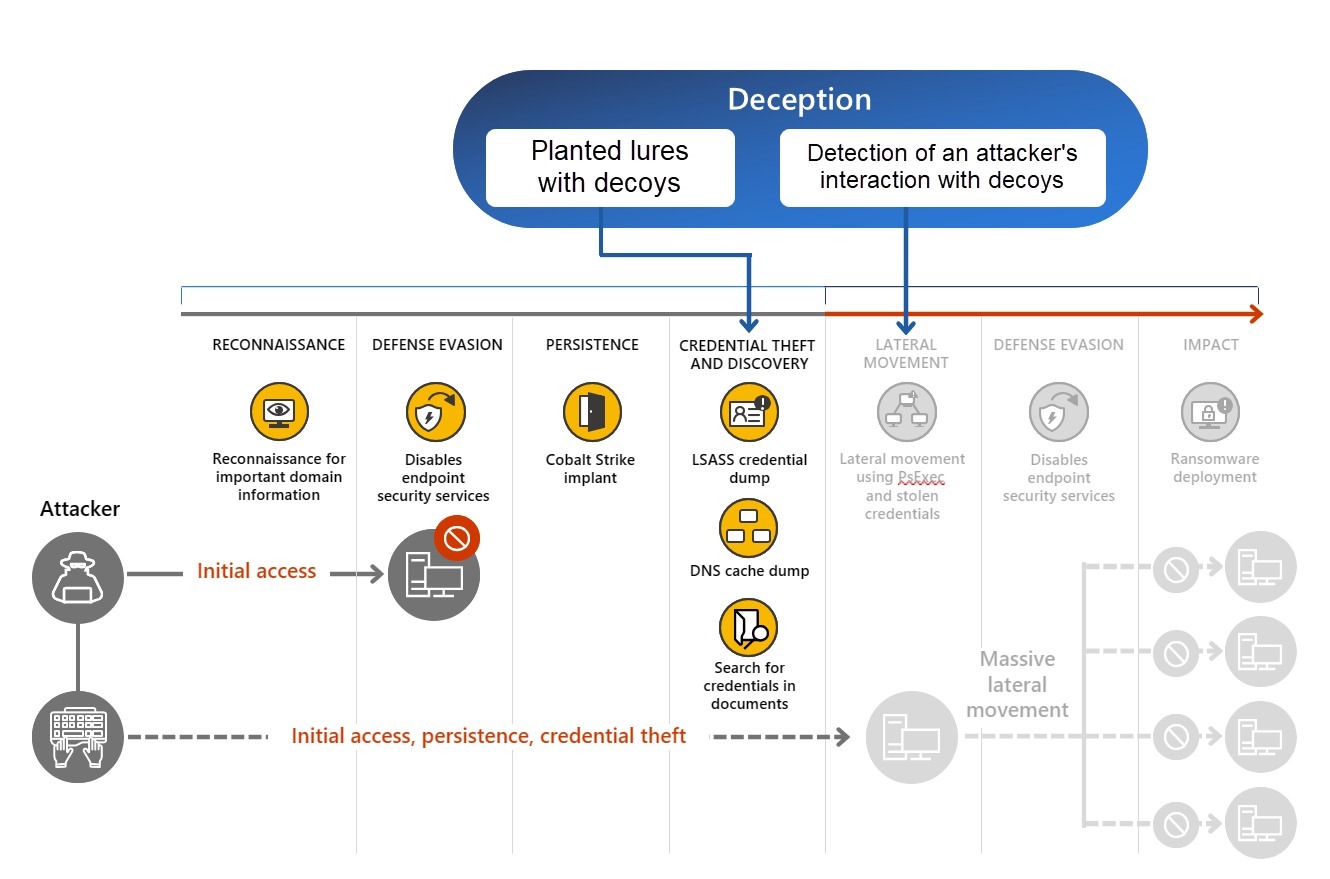 Deception
Planted lures
with decoys
Detection of an attacker's
interaction with decoys
RECONNAISSANCE
Reconnaissance for
important domain
information
DEFENSE EVASION
Disables
endpoint
security services
PERSISTENCE
Cobalt Strike
implant
CREDENTIAL THEFT
AND DISCOVERY
LSASS credential
dump
DNS cache dump
Search for
credentials in
documents
LATERAL
MOVEMENT
Lateral movement
using PsExec
and stolen
credentials
DEFENSE EVASION
Disables
endpoint
security services
IMPACT
Ransomware
deployment
Attacker
Initial access
Initial access, persistence, credential theft
Massive
lateral
movement